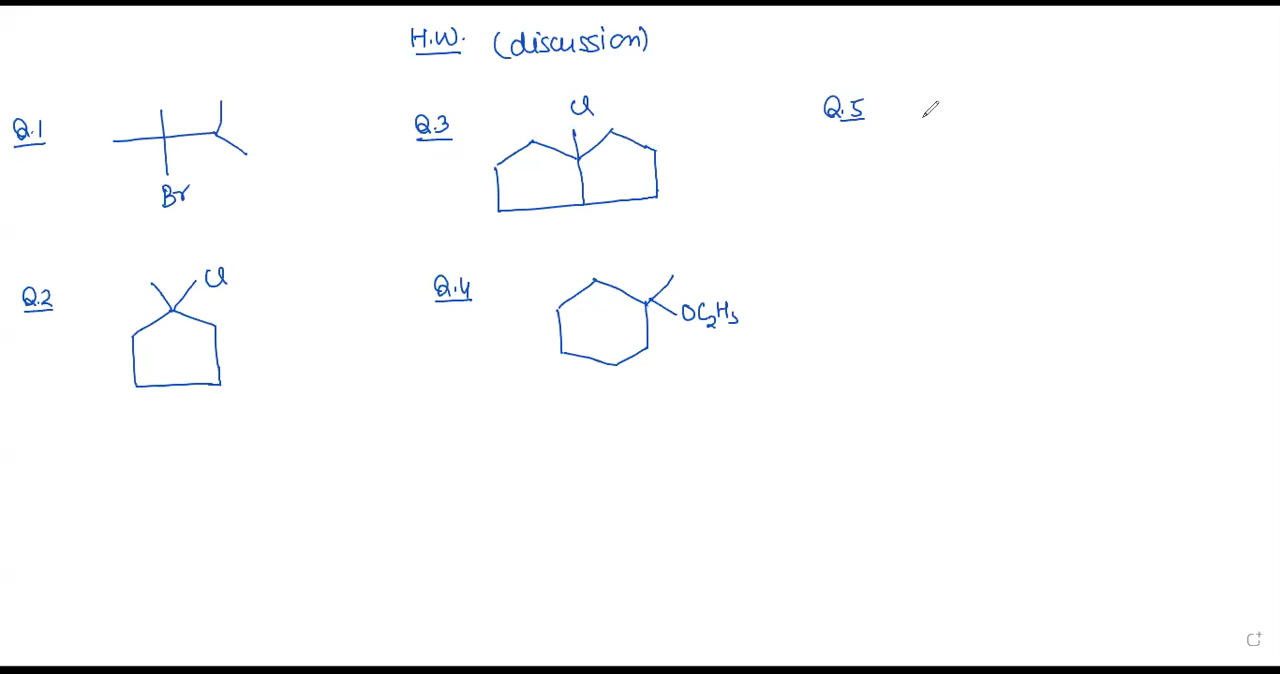 H.W. (discussion)
Q.1
Br
Q.2
Cl
Q.3
Cl
Q.4
OC2H5
Q.5
C+